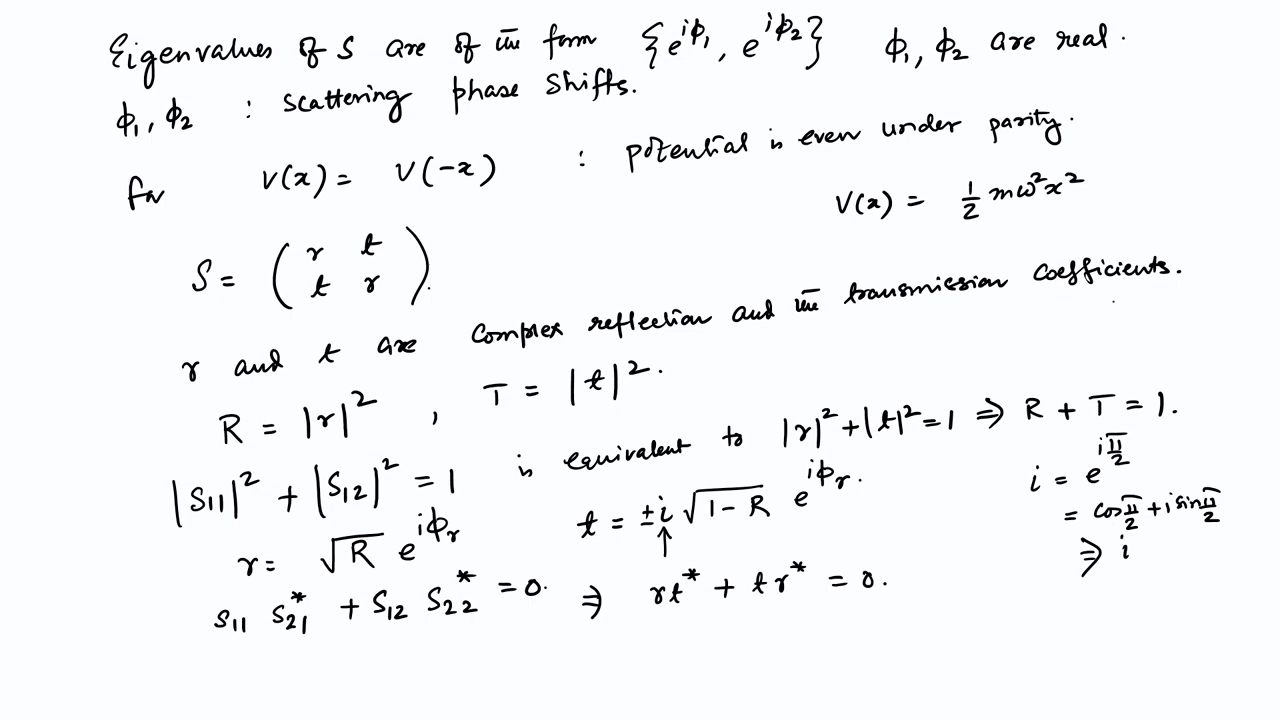 Eigenvalues of S are of the form {e^{iϕ₁}, e^{iϕ₂}} ϕ₁, ϕ₂ are real.
ϕ₁, ϕ₂ : scattering phase shifts.
for V(x) = V(-x) : potential is even under parity.
V(x) = 1/2 mω²x²
S = ( r t
t r ).
r and t are complex reflection and the transmission coefficients.
R = |r|² , T = |t|².
|S₁₁|² + |S₁₂|² = 1 is equivalent to |r|² + |t|² = 1 ⇒ R + T = 1.
r = √R e^{iϕᵣ} t = ±i √(1-R) e^{iϕᵣ}.
↑
i = e^{iπ/2}
= cos π/2 + i sin π/2
⇒ i
S₁₁ S₂₁* + S₁₂ S₂₂* = 0. ⇒ rt* + tr* = 0.